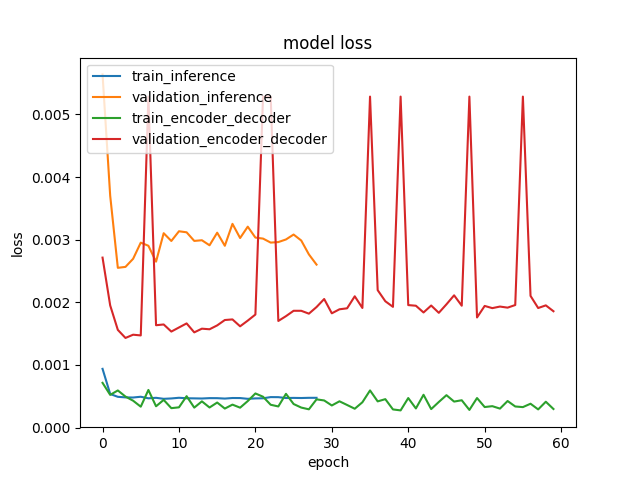 model loss
train_inference
validation_inference
train_encoder_decoder
validation_encoder_decoder
0.005
0.004
0.003
0.002
0.001
0.000
loss
0 10 20 30 40 50 60
epoch